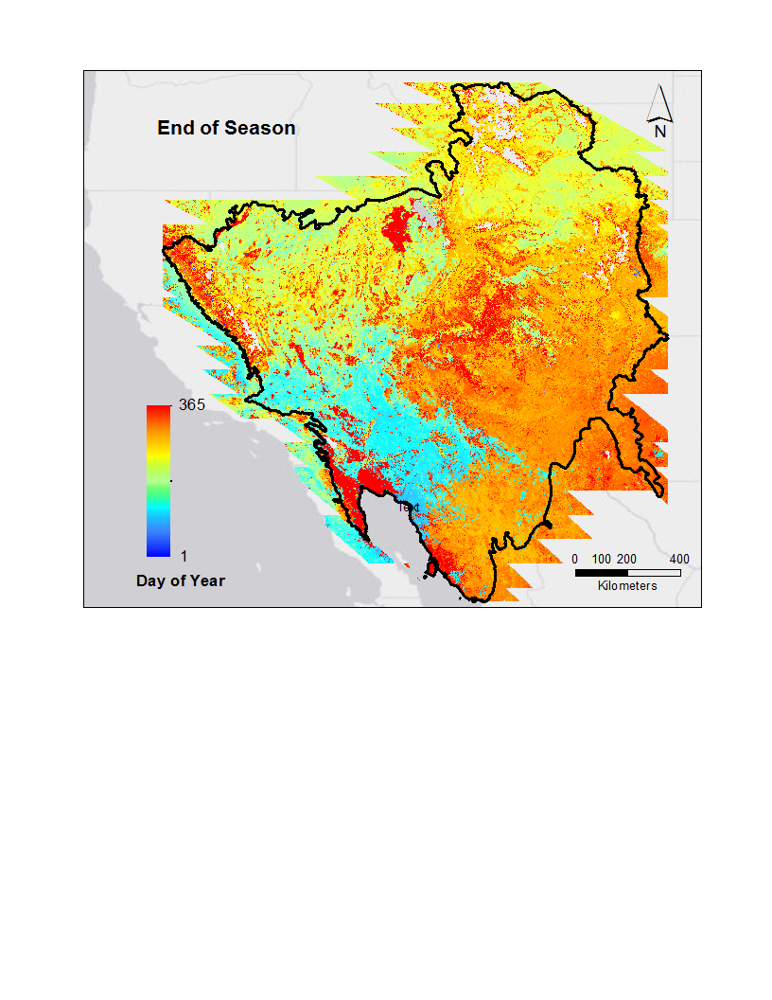 End of Season
N
365
1
Day of Year
Text
0 100 200 400
Kilometers